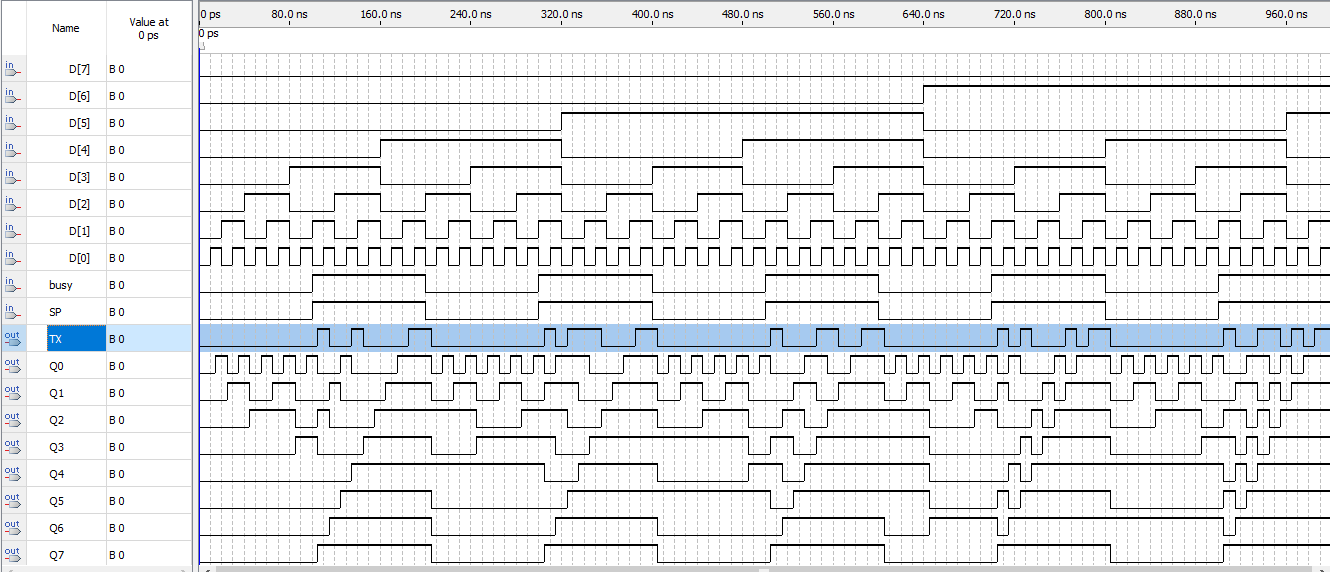 Name
Value at
0 ps
0 ps 80.0 ns 160.0 ns 240.0 ns 320.0 ns 400.0 ns 480.0 ns 560.0 ns 640.0 ns 720.0 ns 800.0 ns 880.0 ns 960.0 ns
0 ps
in D[7] B 0
in D[6] B 0
in D[5] B 0
in D[4] B 0
in D[3] B 0
in D[2] B 0
in D[1] B 0
in D[0] B 0
in busy B 0
in SP B 0
out TX B 0
out Q0 B 0
out Q1 B 0
out Q2 B 0
out Q3 B 0
out Q4 B 0
out Q5 B 0
out Q6 B 0
out Q7 B 0